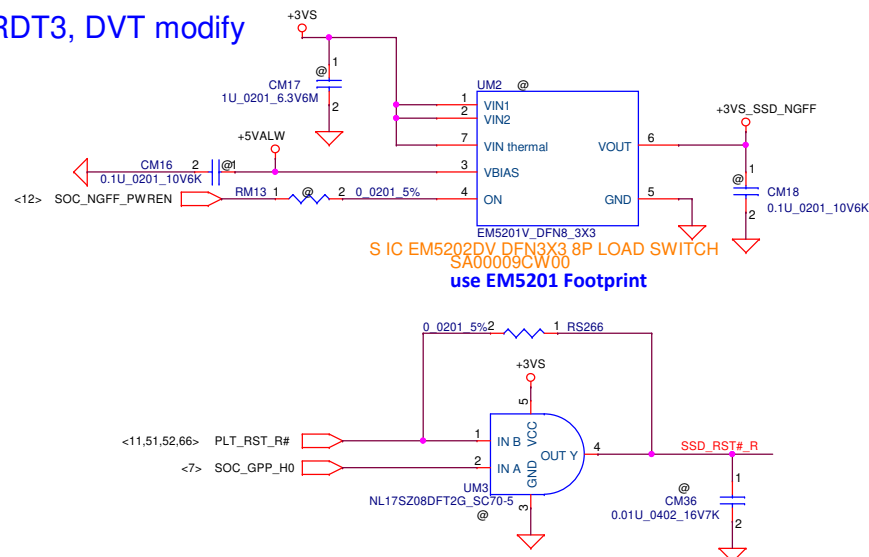 RDT3, DVT modify
+3VS
1
@
CM17
1U_0201_6.3V6M
2
UM2 @
1 VIN1
2 VIN2
7 VIN thermal
VOUT 6
+3VS_SSD_NGFF
+5VALW
CM16 2 @ 1
0.1U_0201_10V6K
3 VBIAS
<12> SOC_NGFF_PWREN RM13 1 @ 2 0_0201_5% 4 ON
GND 5
1
@
CM18
0.1U_0201_10V6K
2
EM5201V_DFN8_3X3
S IC EM5202DV DFN3X3 8P LOAD SWITCH
SA00009CW00
use EM5201 Footprint
0_0201_5% 2 1 RS266
+3VS
5
<11,51,52,66> PLT_RST_R# 1 IN B VCC
OUT Y 4 SSD_RST#_R
<7> SOC_GPP_H0 2 IN A GND
UM3
NL17SZ08DFT2G_SC70-5
@
3
1
@
CM36
0.01U_0402_16V7K
2